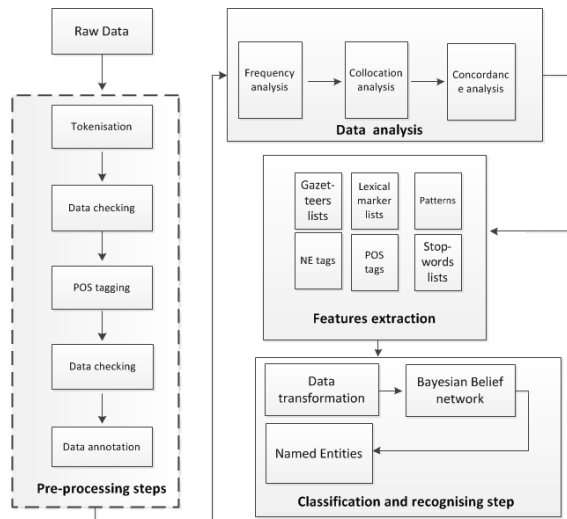 Raw Data
Tokenisation
Data checking
POS tagging
Data checking
Data annotation
Pre-processing steps
Frequency
analysis
Collocation
analysis
Concordanc
e analysis
Data analysis
Gazet-
teers
lists
Lexical
marker
lists
Patterns
NE tags
POS
tags
Stop-
words
lists
Features extraction
Data
transformation
Bayesian Belief
network
Named Entities
Classification and recognising step